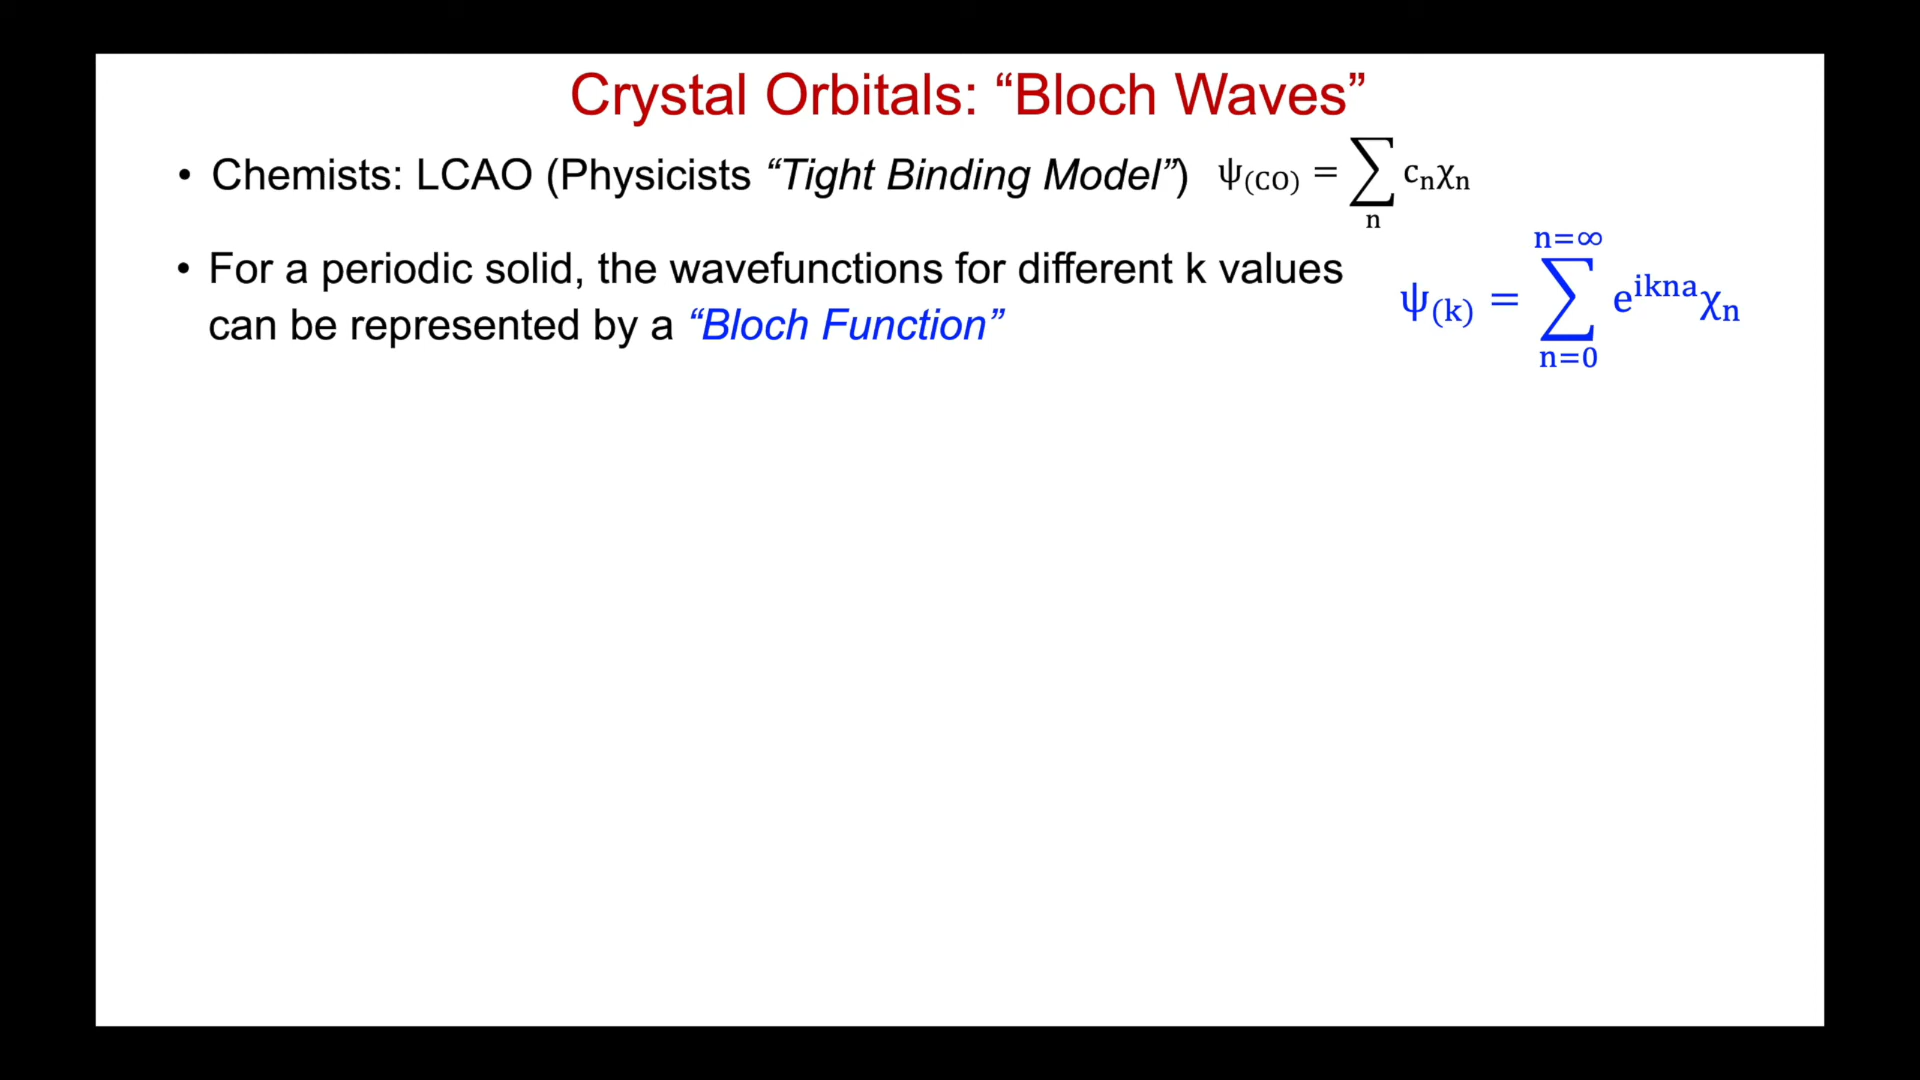 Crystal Orbitals: “Bloch Waves”
• Chemists: LCAO (Physicists “Tight Binding Model”) ψ(CO) = ∑n cnχn
• For a periodic solid, the wavefunctions for different k values
can be represented by a “Bloch Function”
ψ(k) = ∑n=0n=∞ eiknaχn